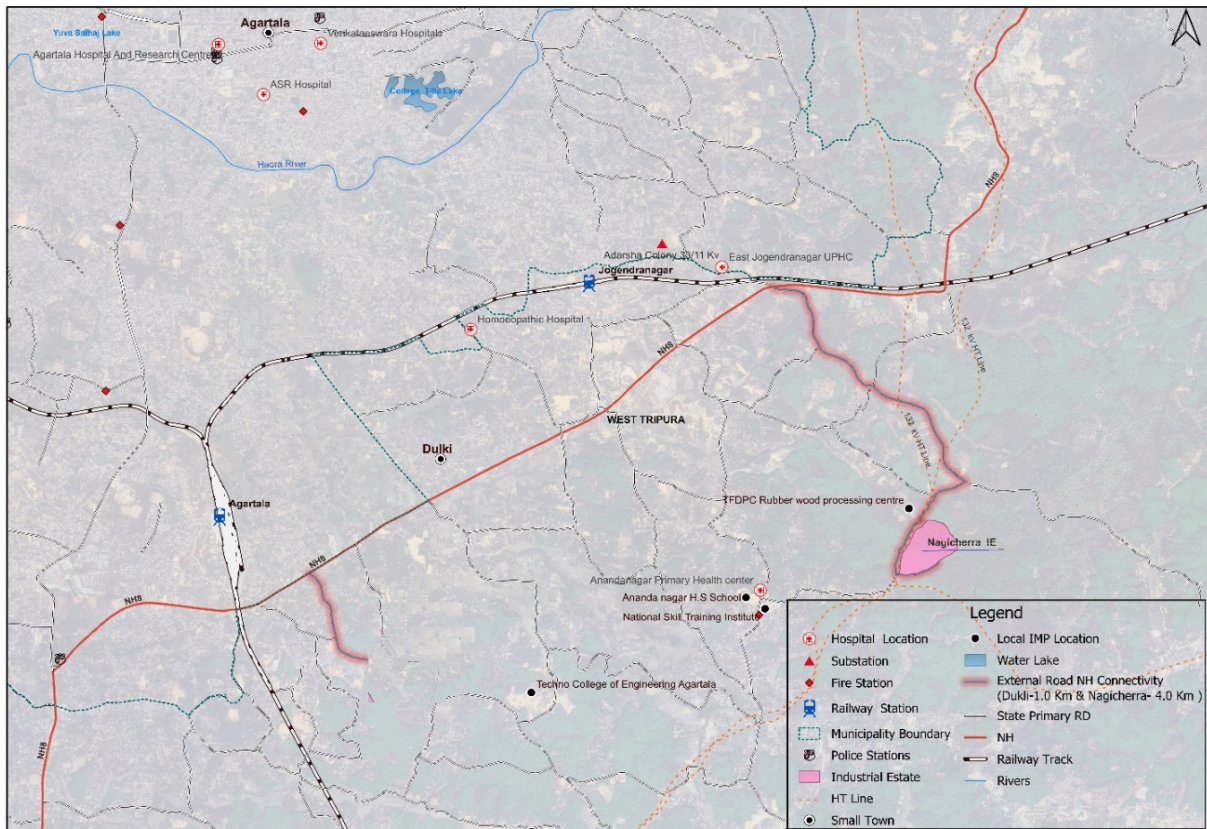 Agartala
Yuva Samaj Lake
Venkataeswara Hospitals
Agartala Hospital And Research Centre
ASR Hospital
College Tilla Lake
Haora River
NH8
Adarsha Colony 33/11 Kv
East Jogendranagar UPHC
Jogendranagar
Homoeopathic Hospital
NH8
132 kV HT Line
WEST TRIPURA
132 kV HT Line
Dulki
TFDPC Rubber wood processing centre
Agartala
Nagicherra IE
NH8
Anandanagar Primary Health center
Ananda nagar H.S School
National Skill Training Institute
NH8
Techno College of Engineering Agartala
NH8
Legend
Hospital Location
Substation
Fire Station
Railway Station
Municipality Boundary
Police Stations
Industrial Estate
HT Line
Small Town
Local IMP Location
Water Lake
External Road NH Connectivity
(Dukli-1.0 Km & Nagicherra- 4.0 Km )
State Primary RD
NH
Railway Track
Rivers